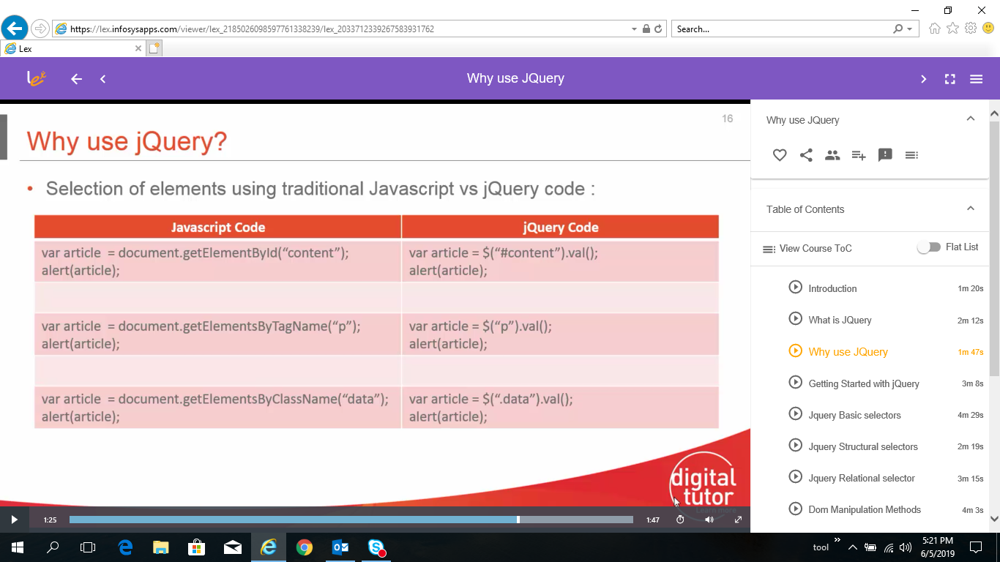 https://lex.infosysapps.com/viewer/lex_2185026098597761338239/lex_2033712339267583931762
Search...
Lex
lex
Why use JQuery
16
Why use jQuery?
• Selection of elements using traditional Javascript vs jQuery code :
Javascript Code
jQuery Code
var article = document.getElementById(“content”);
alert(article);
var article = $(“#content”).val();
alert(article);
var article = document.getElementsByTagName(“p”);
alert(article);
var article = $(“p”).val();
alert(article);
var article = document.getElementsByClassName(“data”);
alert(article);
var article = $(“.data”).val();
alert(article);
digital
tutor
Learn more
1:25
1:47
Why use JQuery
Table of Contents
View Course ToC
Flat List
Introduction
1m 20s
What is JQuery
2m 12s
Why use JQuery
1m 47s
Getting Started with jQuery
3m 8s
Jquery Basic selectors
4m 29s
Jquery Structural selectors
2m 19s
Jquery Relational selector
3m 15s
Dom Manipulation Methods
4m 3s
tool
5:21 PM
6/5/2019